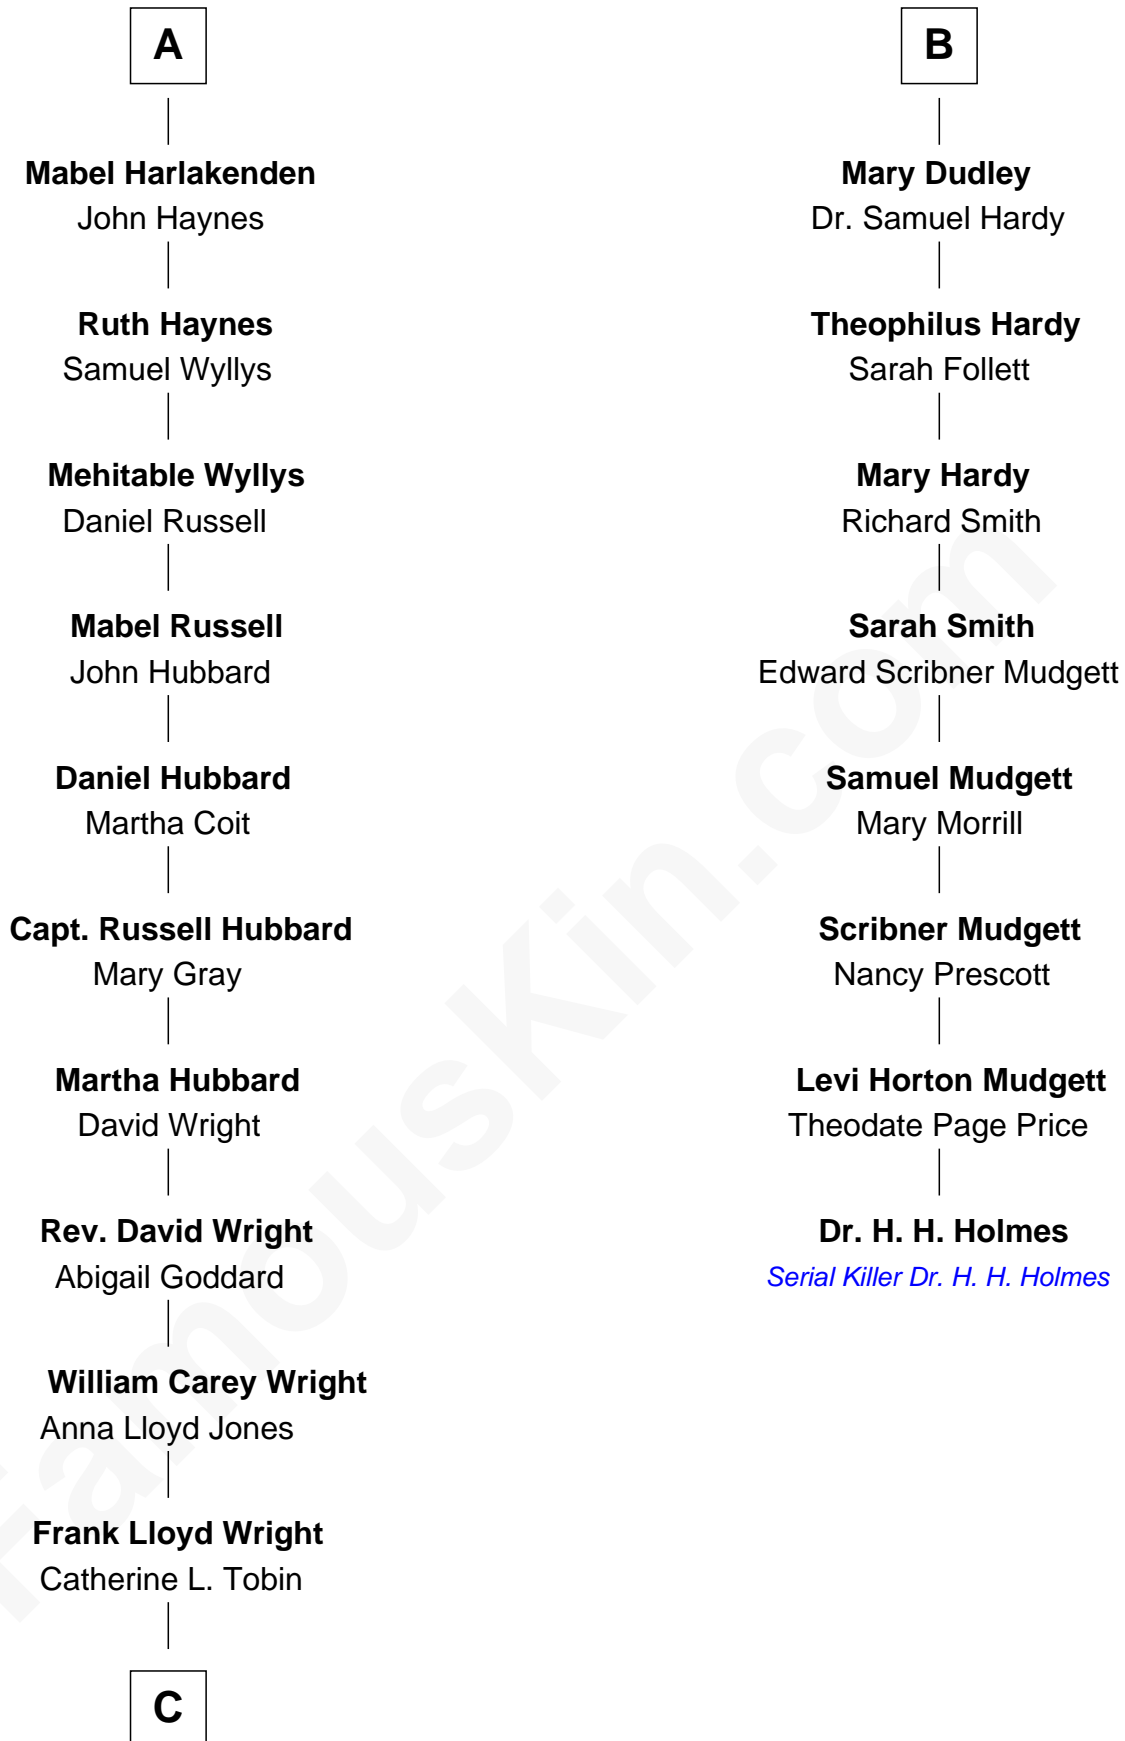 A
Mabel Harlakenden
John Haynes
Ruth Haynes
Samuel Wyllys
Mehitable Wyllys
Daniel Russell
Mabel Russell
John Hubbard
Daniel Hubbard
Martha Coit
Capt. Russell Hubbard
Mary Gray
Martha Hubbard
David Wright
Rev. David Wright
Abigail Goddard
William Carey Wright
Anna Lloyd Jones
Frank Lloyd Wright
Catherine L. Tobin
C
B
Mary Dudley
Dr. Samuel Hardy
Theophilus Hardy
Sarah Follett
Mary Hardy
Richard Smith
Sarah Smith
Edward Scribner Mudgett
Samuel Mudgett
Mary Morrill
Scribner Mudgett
Nancy Prescott
Levi Horton Mudgett
Theodate Page Price
Dr. H. H. Holmes
Serial Killer Dr. H. H. Holmes
FamousKin.com